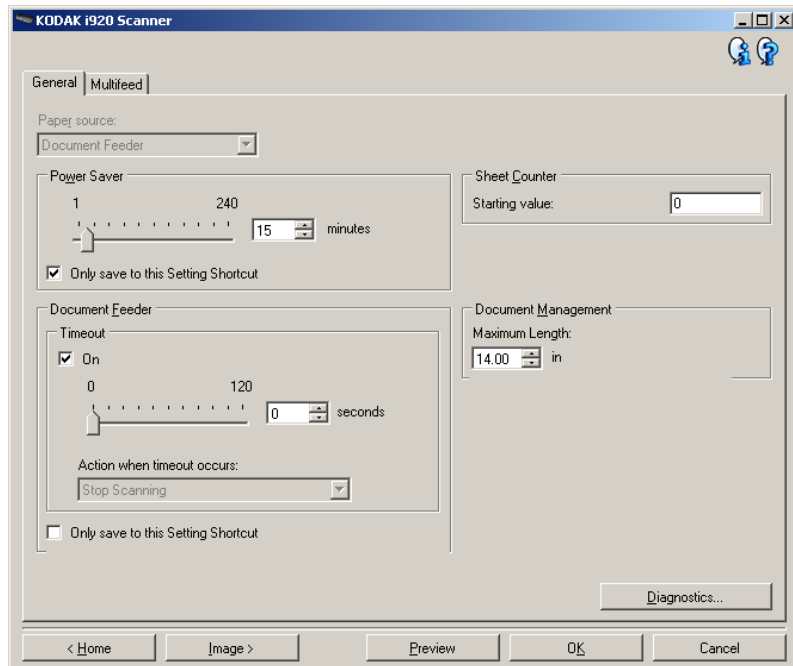 KODAK i920 Scanner
General Multifeed
Paper source:
Document Feeder
Power Saver
1 240
15 minutes
Only save to this Setting Shortcut
Sheet Counter
Starting value: 0
Document Feeder
Timeout
On
0 120
0 seconds
Action when timeout occurs:
Stop Scanning
Only save to this Setting Shortcut
Document Management
Maximum Length:
14.00 in
Diagnostics...
< Home Image > Preview OK Cancel